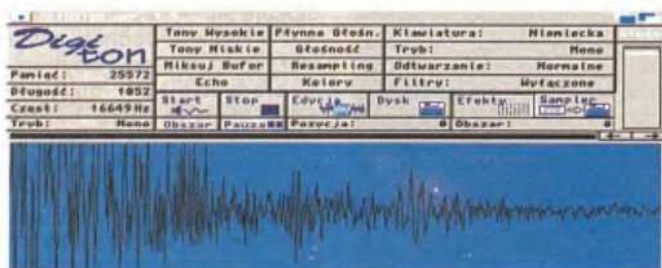 Digiton
Tony Wysokie Płynna Głośn. Klawiatura: Niemiecka
Tony Niskie Głośność Tryb: Mono
Pamięć: 25572 Miksuj Bufor Resampling Odtwarzanie: Normalne
Długość: 1052 Echo Kolory Filtry: Wyłączone
Częst: 16649 Hz Start Stop Edycja Dysk Efekty Sampler
Tryb: Mono Obszar Pauza Pozycja: 0 Obszar: 0